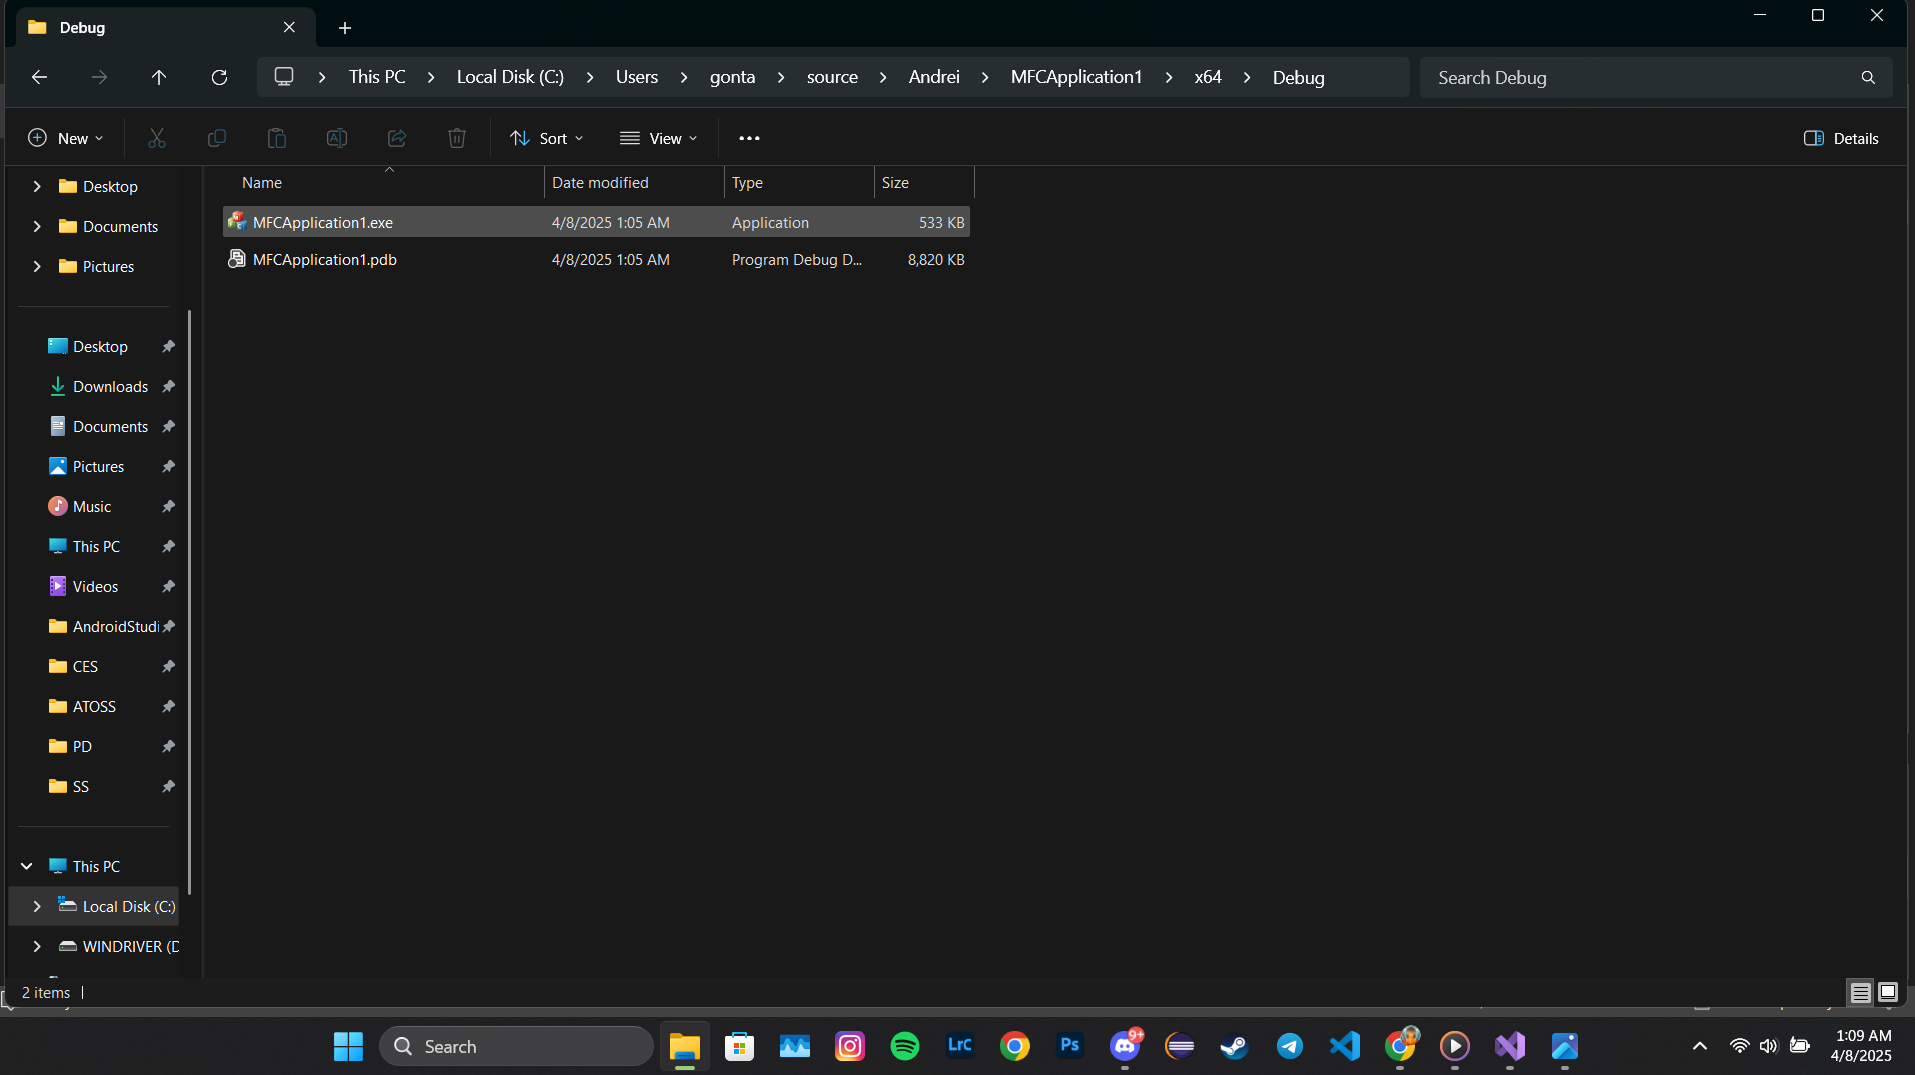 Debug
This PC > Local Disk (C:) > Users > gonta > source > Andrei > MFCApplication1 > x64 > Debug
Search Debug
New
Sort
View
Details
Name
Date modified
Type
Size
MFCApplication1.exe 4/8/2025 1:05 AM Application 533 KB
MFCApplication1.pdb 4/8/2025 1:05 AM Program Debug D... 8,820 KB
Desktop
Documents
Pictures
Desktop
Downloads
Documents
Pictures
Music
This PC
Videos
AndroidStudi
CES
ATOSS
PD
SS
This PC
Local Disk (C:)
WINDRIVER (D
2 items
Search
LrC
Ps
9+
1:09 AM
4/8/2025